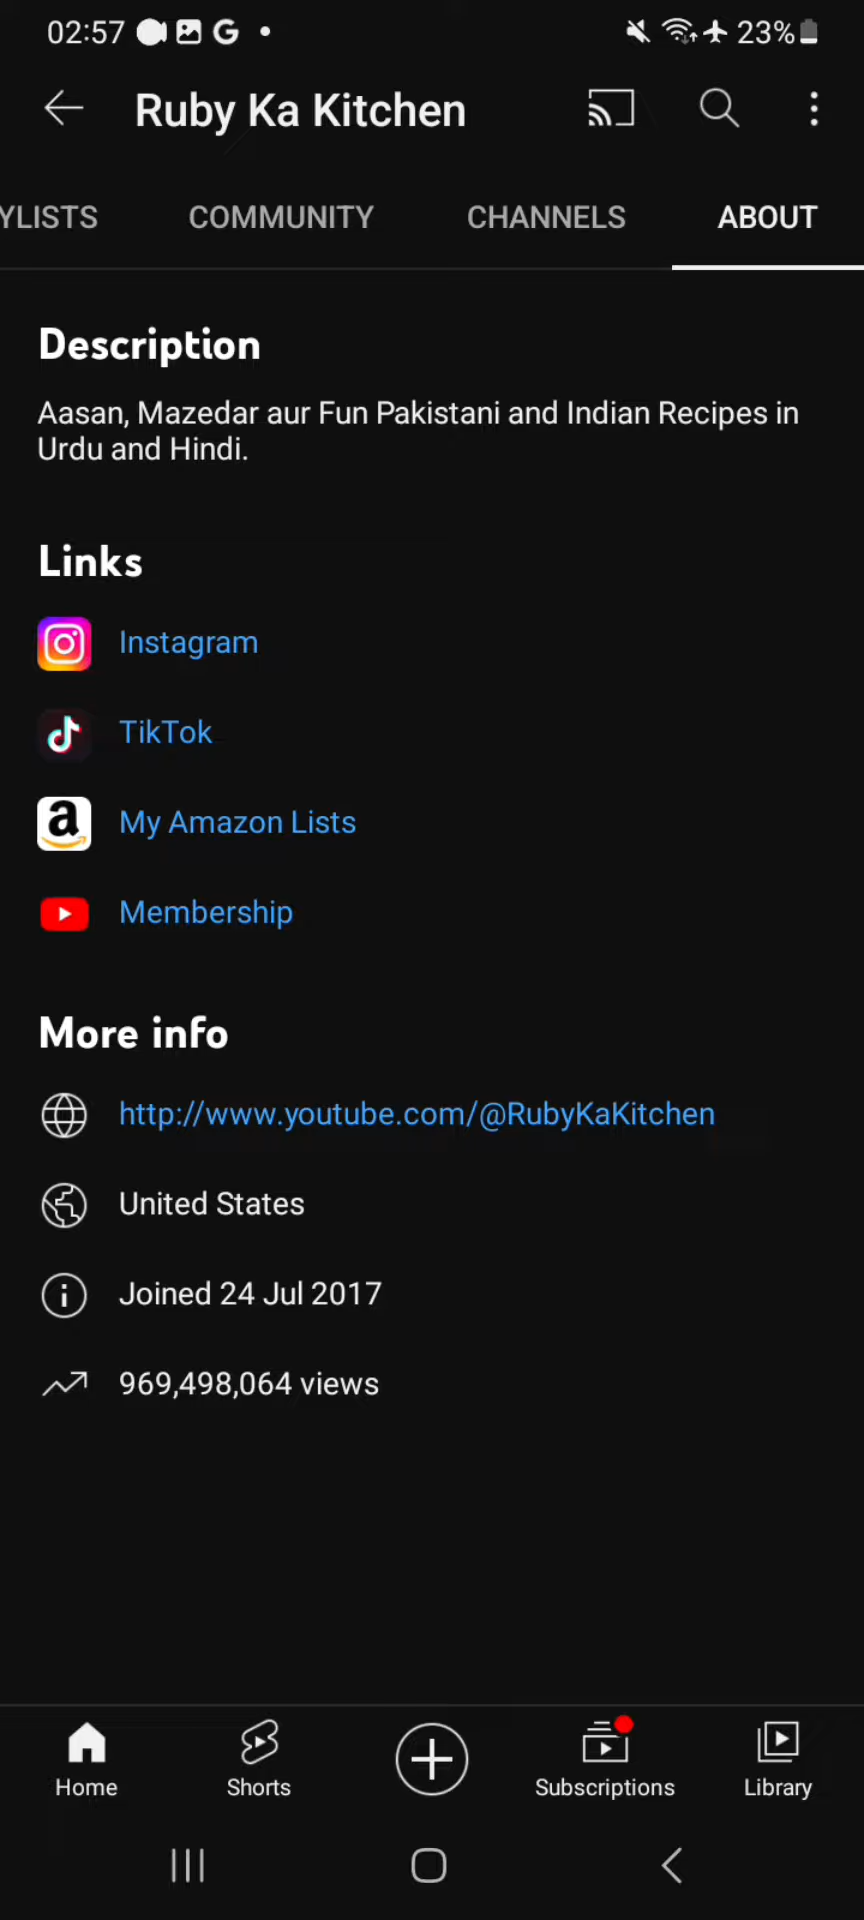 02:57 G 23%
Ruby Ka Kitchen
YLISTS COMMUNITY CHANNELS ABOUT
Description
Aasan, Mazedar aur Fun Pakistani and Indian Recipes in
Urdu and Hindi.
Links
Instagram
TikTok
My Amazon Lists
Membership
More info
http://www.youtube.com/@RubyKaKitchen
United States
Joined 24 Jul 2017
969,498,064 views
Home Shorts Subscriptions Library